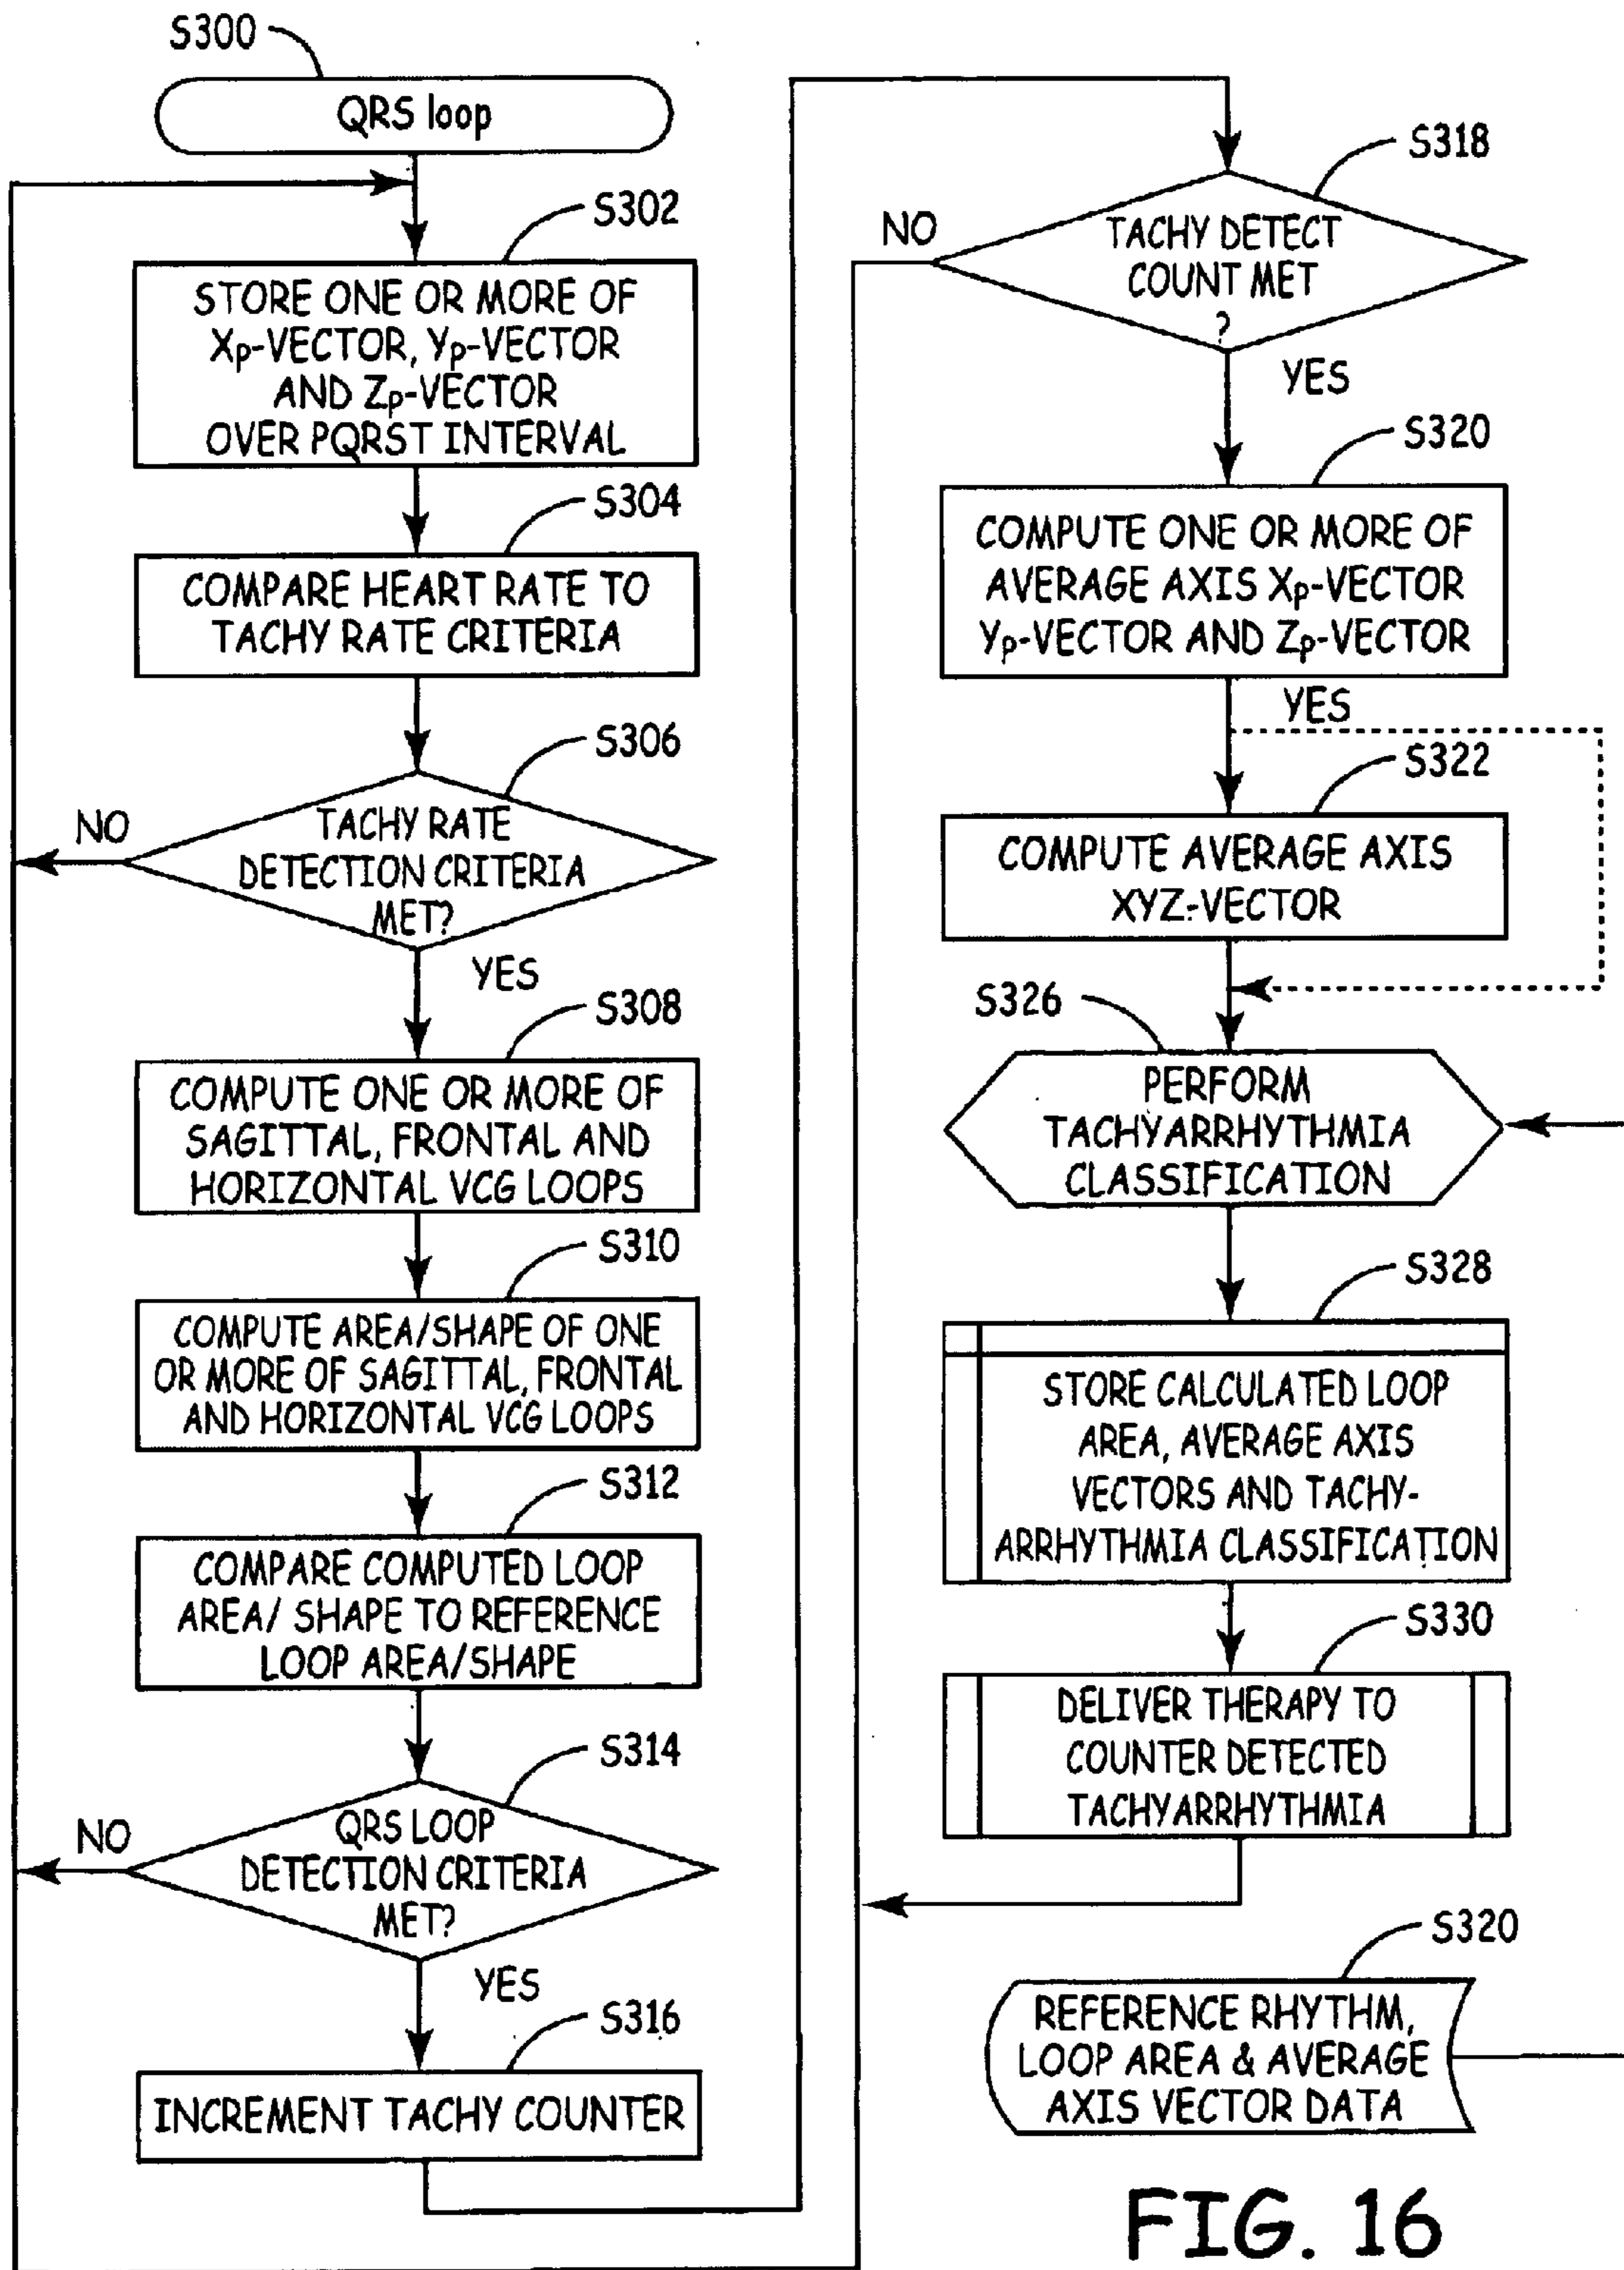 S300
QRS loop
S302
STORE ONE OR MORE OF
Xp-VECTOR, Yp-VECTOR
AND Zp-VECTOR
OVER PQRST INTERVAL
S304
COMPARE HEART RATE TO
TACHY RATE CRITERIA
S306
TACHY RATE
DETECTION CRITERIA
MET?
NO
YES
S308
COMPUTE ONE OR MORE OF
SAGITTAL, FRONTAL AND
HORIZONTAL VCG LOOPS
S310
COMPUTE AREA/SHAPE OF ONE
OR MORE OF SAGITTAL, FRONTAL
AND HORIZONTAL VCG LOOPS
S312
COMPARE COMPUTED LOOP
AREA/ SHAPE TO REFERENCE
LOOP AREA/SHAPE
S314
QRS LOOP
DETECTION CRITERIA
MET?
NO
YES
S316
INCREMENT TACHY COUNTER
S318
TACHY DETECT
COUNT MET
?
NO
YES
S320
COMPUTE ONE OR MORE OF
AVERAGE AXIS Xp-VECTOR
Yp-VECTOR AND Zp-VECTOR
YES
S322
COMPUTE AVERAGE AXIS
XYZ-VECTOR
S326
PERFORM
TACHYARRHYTHMIA
CLASSIFICATION
S328
STORE CALCULATED LOOP
AREA, AVERAGE AXIS
VECTORS AND TACHY-
ARRHYTHMIA CLASSIFICATION
S330
DELIVER THERAPY TO
COUNTER DETECTED
TACHYARRHYTHMIA
S320
REFERENCE RHYTHM,
LOOP AREA & AVERAGE
AXIS VECTOR DATA
FIG. 16